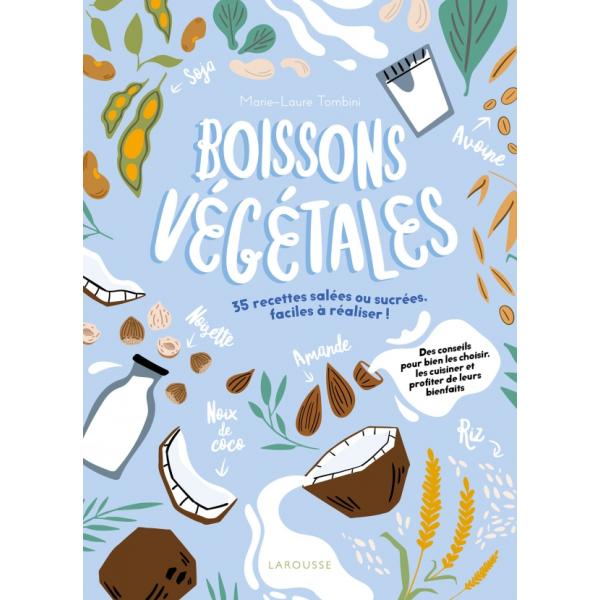 Soja
Marie-Laure Tombini
Avoine
BOISSONS
VÉGÉTALES
35 recettes salées ou sucrées,
faciles à réaliser !
Noisette
Amande
Des conseils
pour bien les choisir,
les cuisiner et
profiter de leurs
bienfaits
Noix
de
coco
Riz
LAROUSSE